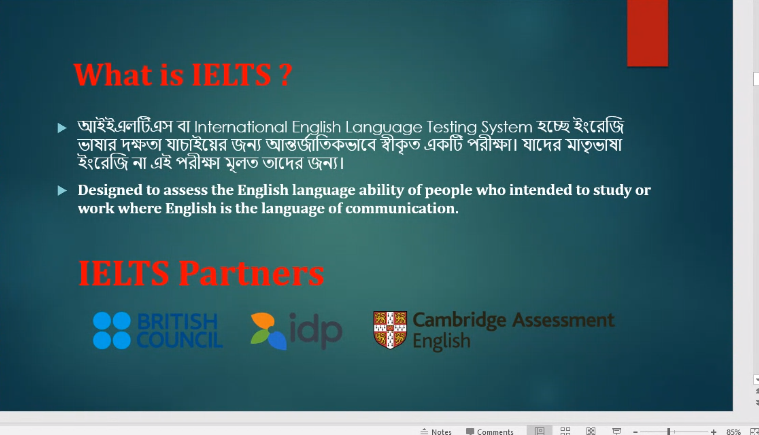 What is IELTS ?
আইইএলটিএস বা International English Language Testing System হচ্ছে ইংরেজি
ভাষার দক্ষতা যাচাইয়ের জন্য আন্তর্জাতিকভাবে স্বীকৃত একটি পরীক্ষা। যাদের মাতৃভাষা
ইংরেজি না এই পরীক্ষা মূলত তাদের জন্য।
Designed to assess the English language ability of people who intended to study or
work where English is the language of communication.
IELTS Partners
BRITISH
COUNCIL
idp
Cambridge Assessment
English
Notes Comments 85%